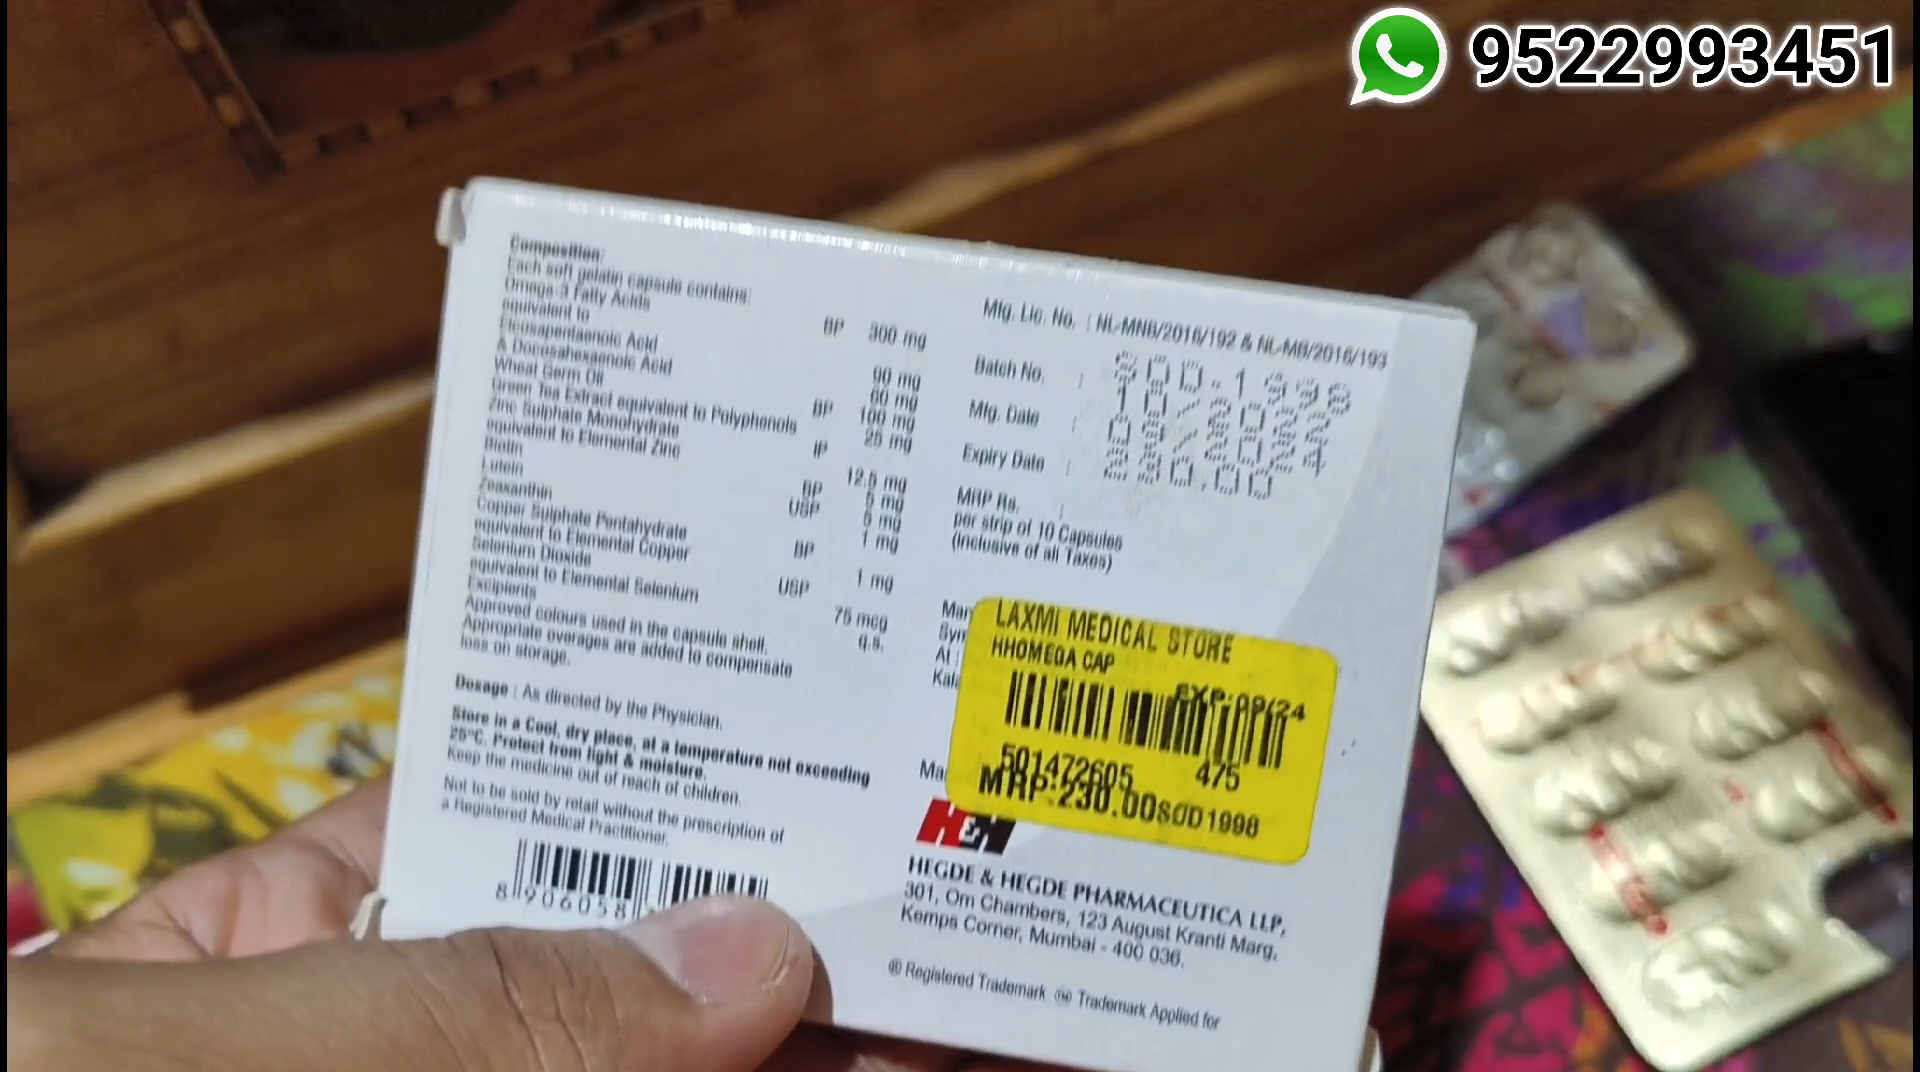 9522993451
Composition:
Each soft gelatin capsule contains:
Omega-3 Fatty Acids BP 300 mg
equivalent to
Eicosapentaenoic Acid 90 mg
& Docosahexaenoic Acid 60 mg
Wheat Germ Oil BP 100 mg
Green Tea Extract equivalent to Polyphenols 25 mg
Zinc Sulphate Monohydrate IP
equivalent to Elemental Zinc 12.5 mg
Biotin BP 5 mg
Lutein USP 5 mg
Zeaxanthin 1 mg
Copper Sulphate Pentahydrate BP
equivalent to Elemental Copper 1 mg
Selenium Dioxide USP
equivalent to Elemental Selenium 75 mcg
Excipients q.s.
Approved colours used in the capsule shell.
Appropriate overages are added to compensate
loss on storage.
Dosage : As directed by the Physician.
Store in a Cool, dry place, at a temperature not exceeding
25°C. Protect from light & moisture.
Keep the medicine out of reach of children.
Not to be sold by retail without the prescription of
a Registered Medical Practitioner.
8 906058
Mfg. Lic. No. : NL-MNB/2016/192 & NL-MB/2016/193
Batch No. :
Mfg. Date :
Expiry Date :
MRP Rs. : 230.00
per strip of 10 Capsules
(Inclusive of all Taxes)
LAXMI MEDICAL STORE
HHOMEGA CAP
EXP:09/24
501472605 475
MRP-230.00 SOD1998
H&H
HEGDE & HEGDE PHARMACEUTICA LLP,
301, Om Chambers, 123 August Kranti Marg,
Kemps Corner, Mumbai - 400 036.
® Registered Trademark ™ Trademark Applied for